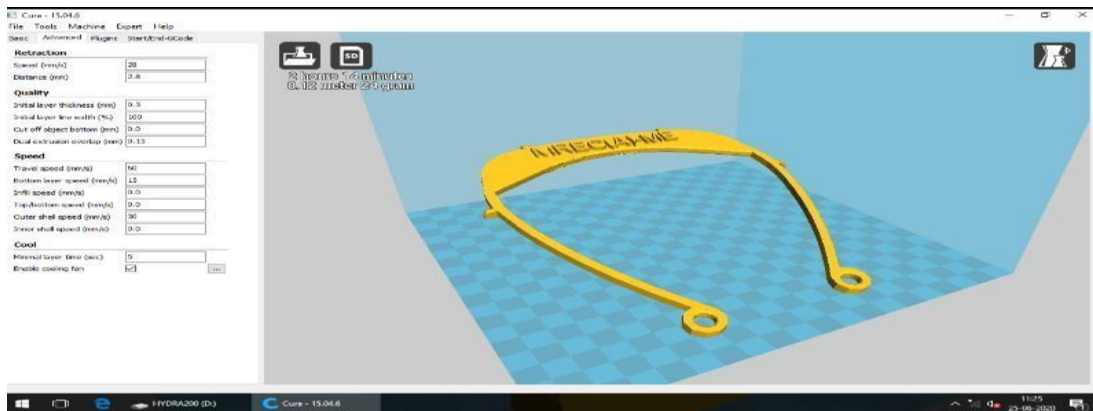 Cura - 15.04.6
File Tools Machine Expert Help
Basic Advanced Plugins Start/End-GCode
Retraction
Speed (mm/s) 20
Distance (mm) 2.8
Quality
Initial layer thickness (mm) 0.3
Initial layer line width (%) 100
Cut off object bottom (mm) 0.0
Dual extrusion overlap (mm) 0.15
Speed
Travel speed (mm/s) 60
Bottom layer speed (mm/s) 15
Infill speed (mm/s) 0.0
Top/bottom speed (mm/s) 0.0
Outer shell speed (mm/s) 30
Inner shell speed (mm/s) 0.0
Cool
Minimal layer time (sec) 5
Enable cooling fan ...
SD
2 hours 14 minutes
8.12 meter 24 gram
HYDRA200 (D:)
Cura - 15.04.6
11:25
25-06-2020